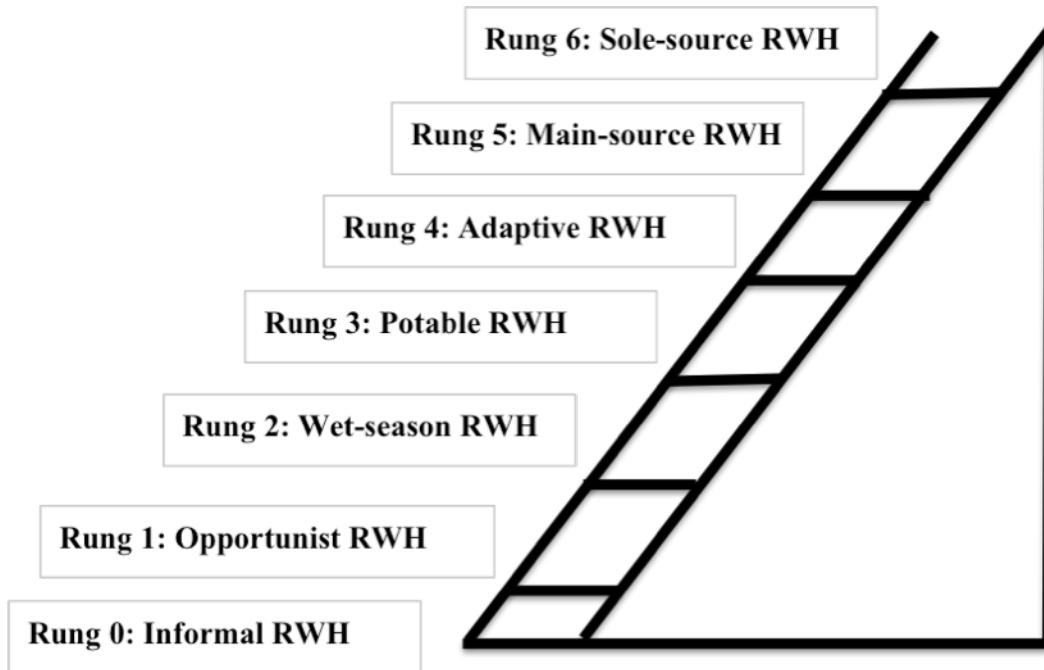 Rung 6: Sole-source RWH
Rung 5: Main-source RWH
Rung 4: Adaptive RWH
Rung 3: Potable RWH
Rung 2: Wet-season RWH
Rung 1: Opportunist RWH
Rung 0: Informal RWH